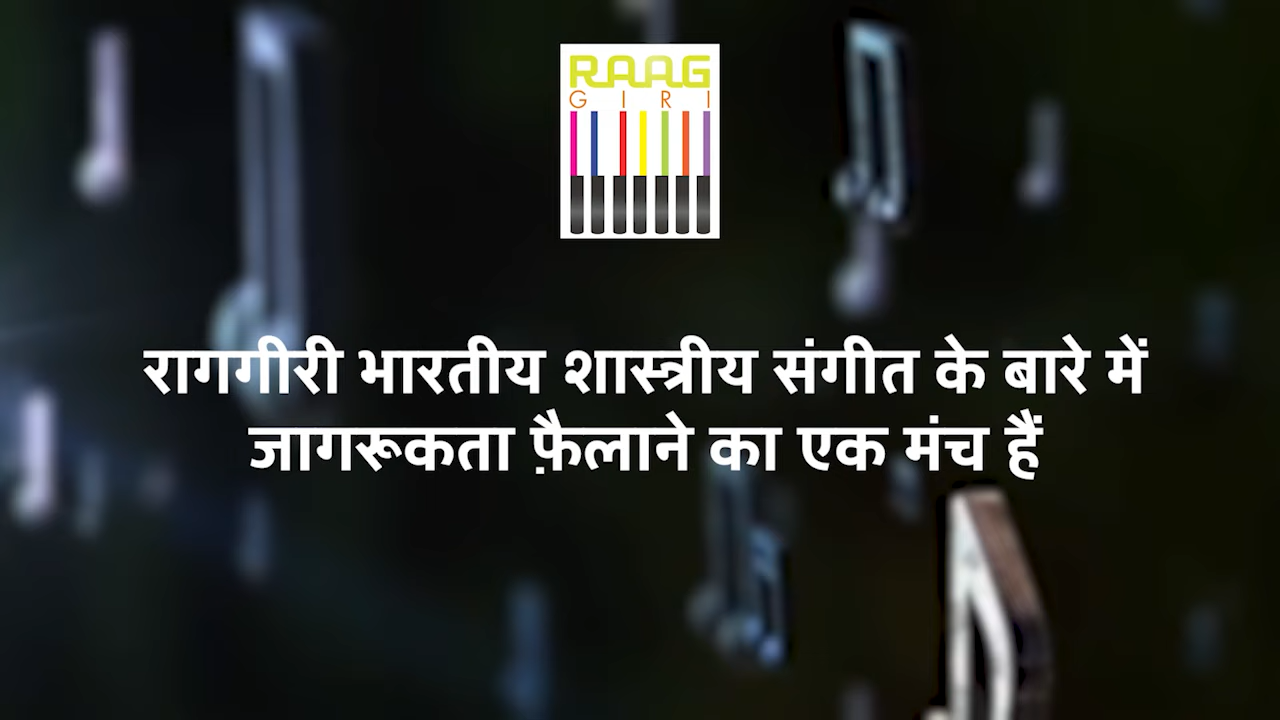 RAAG
GIRI
रागगीरी भारतीय शास्त्रीय संगीत के बारे में
जागरूकता फ़ैलाने का एक मंच हैं